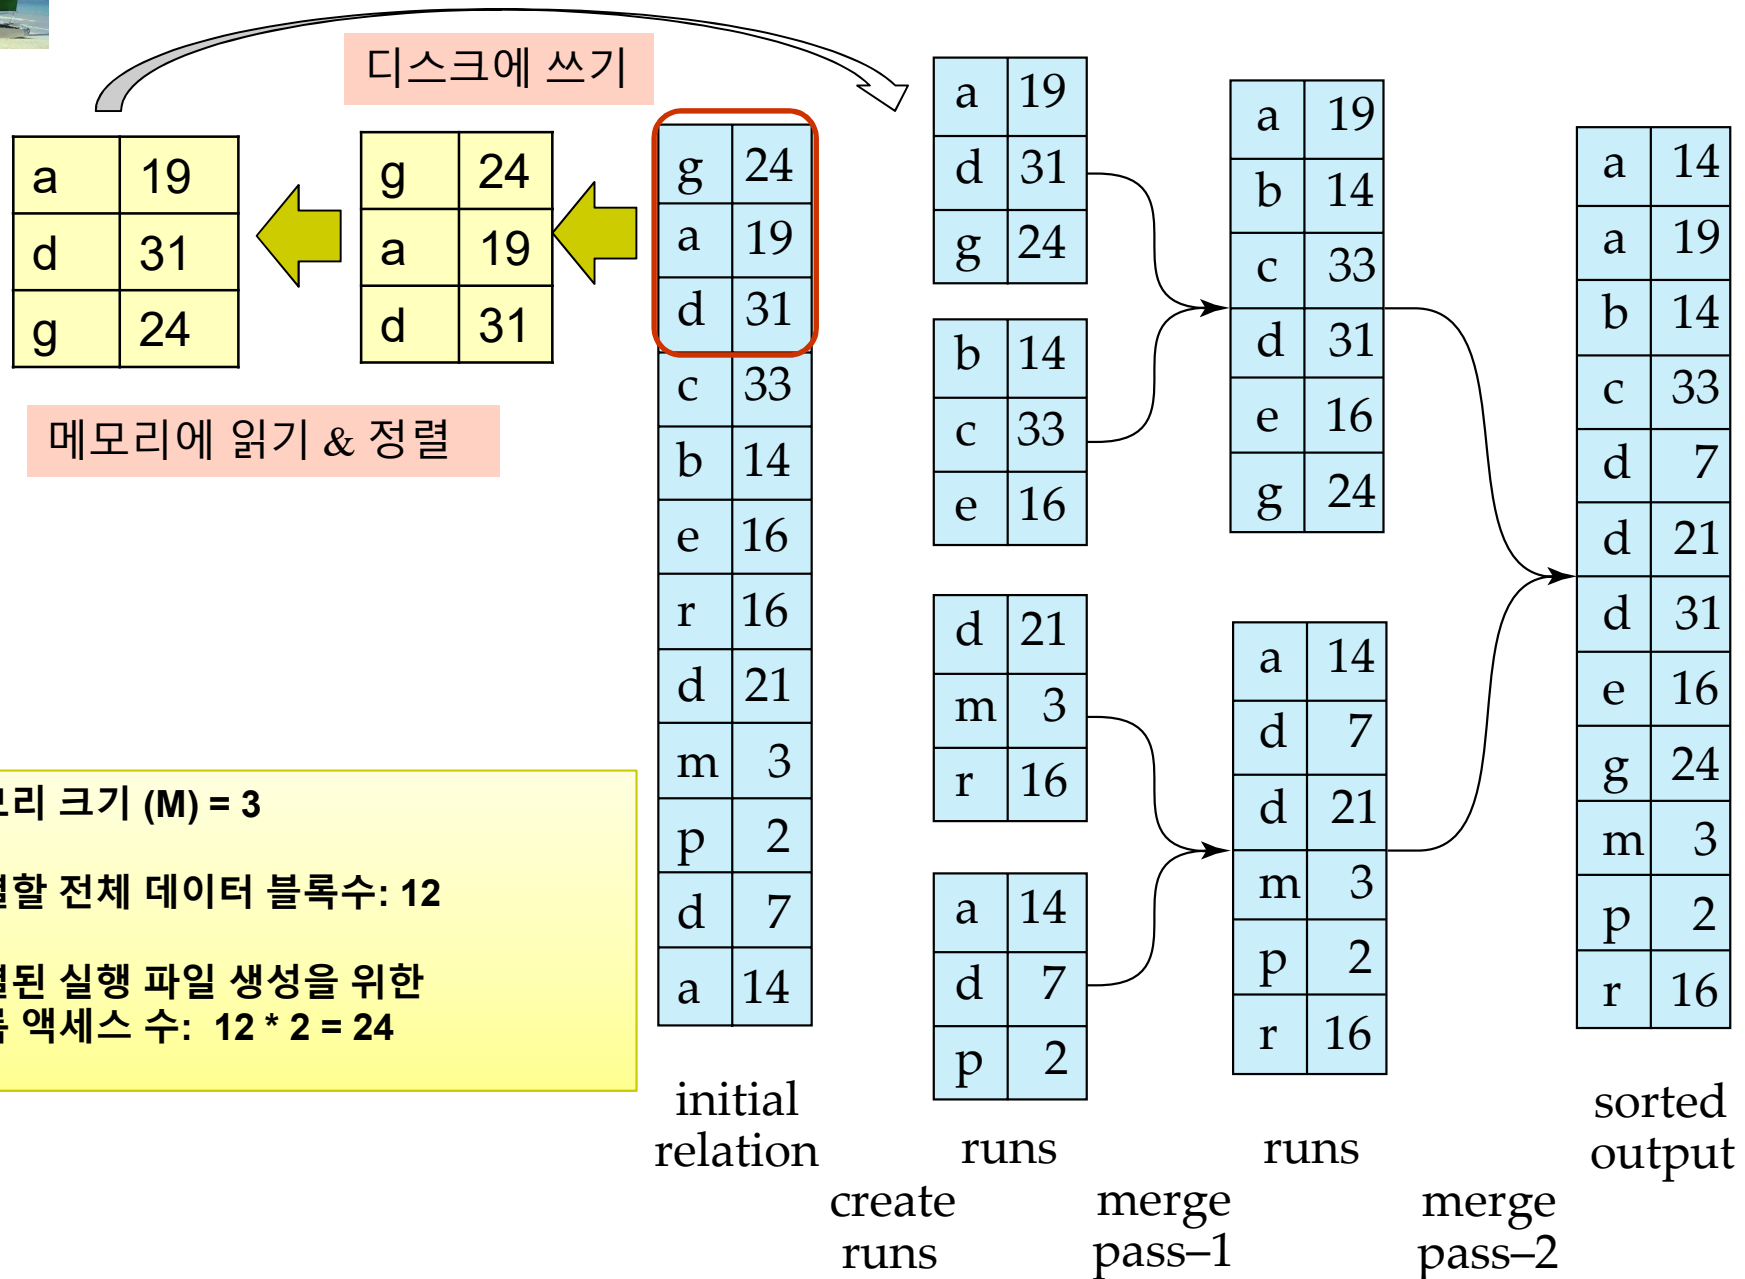 디스크에 쓰기
a 19
d 31
g 24
g 24
a 19
d 31
메모리에 읽기 & 정렬
크기 (M) = 3
전체 데이터 블록수: 12
실행 파일 생성을 위한
액세스 수: 12 * 2 = 24
g 24
a 19
d 31
c 33
b 14
e 16
r 16
d 21
m 3
p 2
d 7
a 14
initial
relation
create
runs
a 19
d 31
g 24
b 14
c 33
e 16
d 21
m 3
r 16
a 14
d 7
p 2
runs
merge
pass–1
a 19
b 14
c 33
d 31
e 16
g 24
a 14
d 7
d 21
m 3
p 2
r 16
runs
merge
pass–2
a 14
a 19
b 14
c 33
d 7
d 21
d 31
e 16
g 24
m 3
p 2
r 16
sorted
output